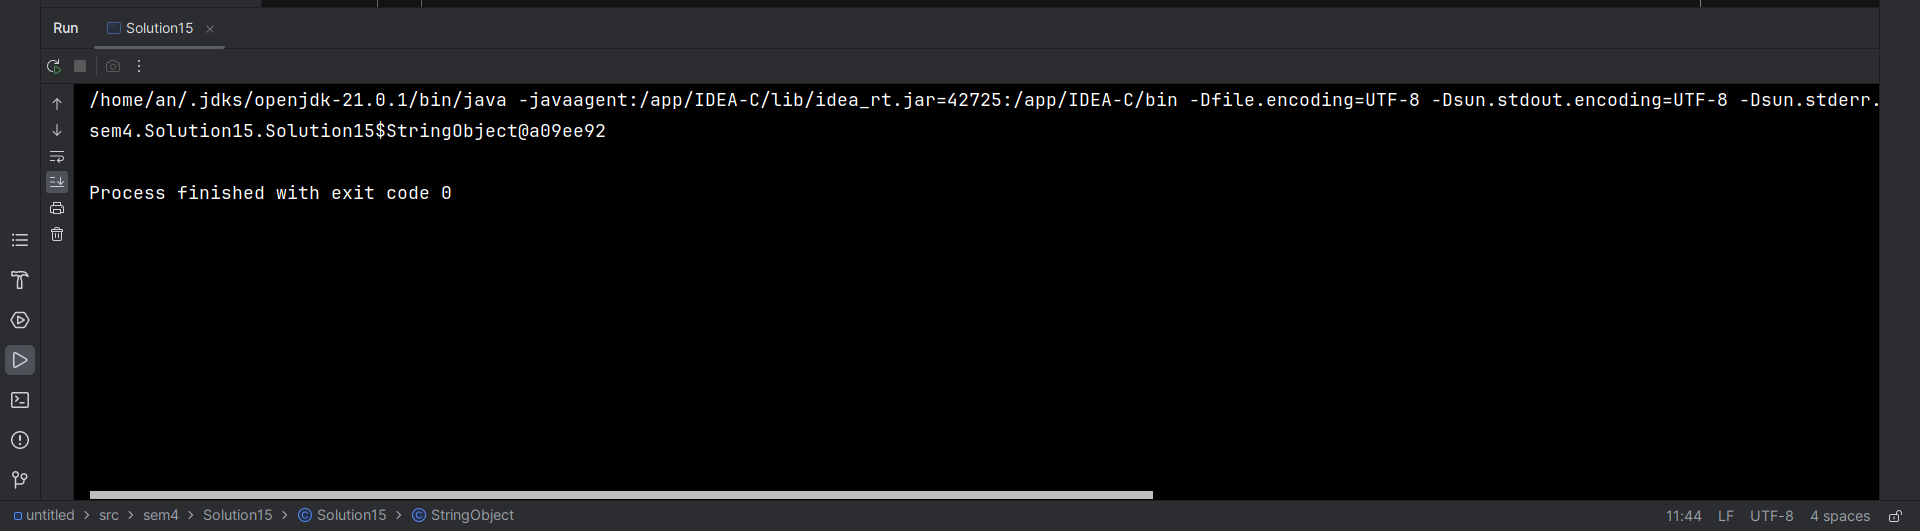 Run Solution15
/home/an/.jdks/openjdk-21.0.1/bin/java -javaagent:/app/IDEA-C/lib/idea_rt.jar=42725:/app/IDEA-C/bin -Dfile.encoding=UTF-8 -Dsun.stdout.encoding=UTF-8 -Dsun.stderr.
sem4.Solution15.Solution15$StringObject@a09ee92
Process finished with exit code 0
untitled > src > sem4 > Solution15 > Solution15 > StringObject 11:44 LF UTF-8 4 spaces